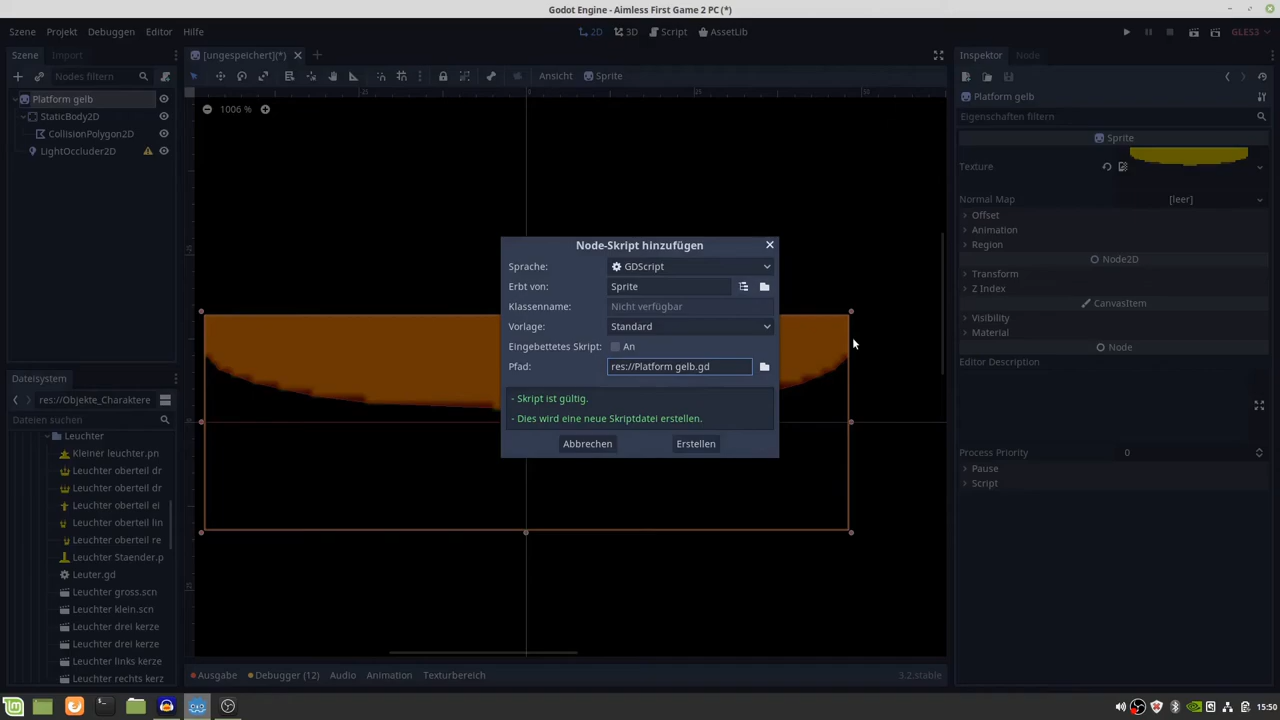 Godot Engine - Aimless First Game 2 PC (*)
Szene Projekt Debuggen Editor Hilfe
2D 3D Script AssetLib
GLES3
Szene Import
[ungespeichert](*)
Inspektor Node
Nodes filtern
Ansicht Sprite
Platform gelb
StaticBody2D
CollisionPolygon2D
LightOccluder2D
1006 %
0
Platform gelb
Eigenschaften filtern
Sprite
Texture
Normal Map [leer]
Offset
Animation
Region
Node2D
Transform
Z Index
CanvasItem
Visibility
Material
Node
Editor Description
Process Priority 0
Pause
Script
Node-Skript hinzufügen
Sprache: GDScript
Erbt von: Sprite
Klassenname: Nicht verfügbar
Vorlage: Standard
Eingebettetes Skript: An
Pfad: res://Platform gelb.gd
- Skript ist gültig.
- Dies wird eine neue Skriptdatei erstellen.
Abbrechen Erstellen
Dateisystem
res://Objekte_Charaktere
Dateien suchen
Leuchter
Kleiner leuchter.pn
Leuchter oberteil dr
Leuchter oberteil dr
Leuchter oberteil ei
Leuchter oberteil lin
Leuchter oberteil re
Leuchter Staender.p
Leuter.gd
Leuchter gross.scn
Leuchter klein.scn
Leuchter drei kerze
Leuchter drei kerze
Leuchter links kerze
Leuchter rechts kerz
Ausgabe Debugger (12) Audio Animation Texturbereich
3.2.stable
15:50